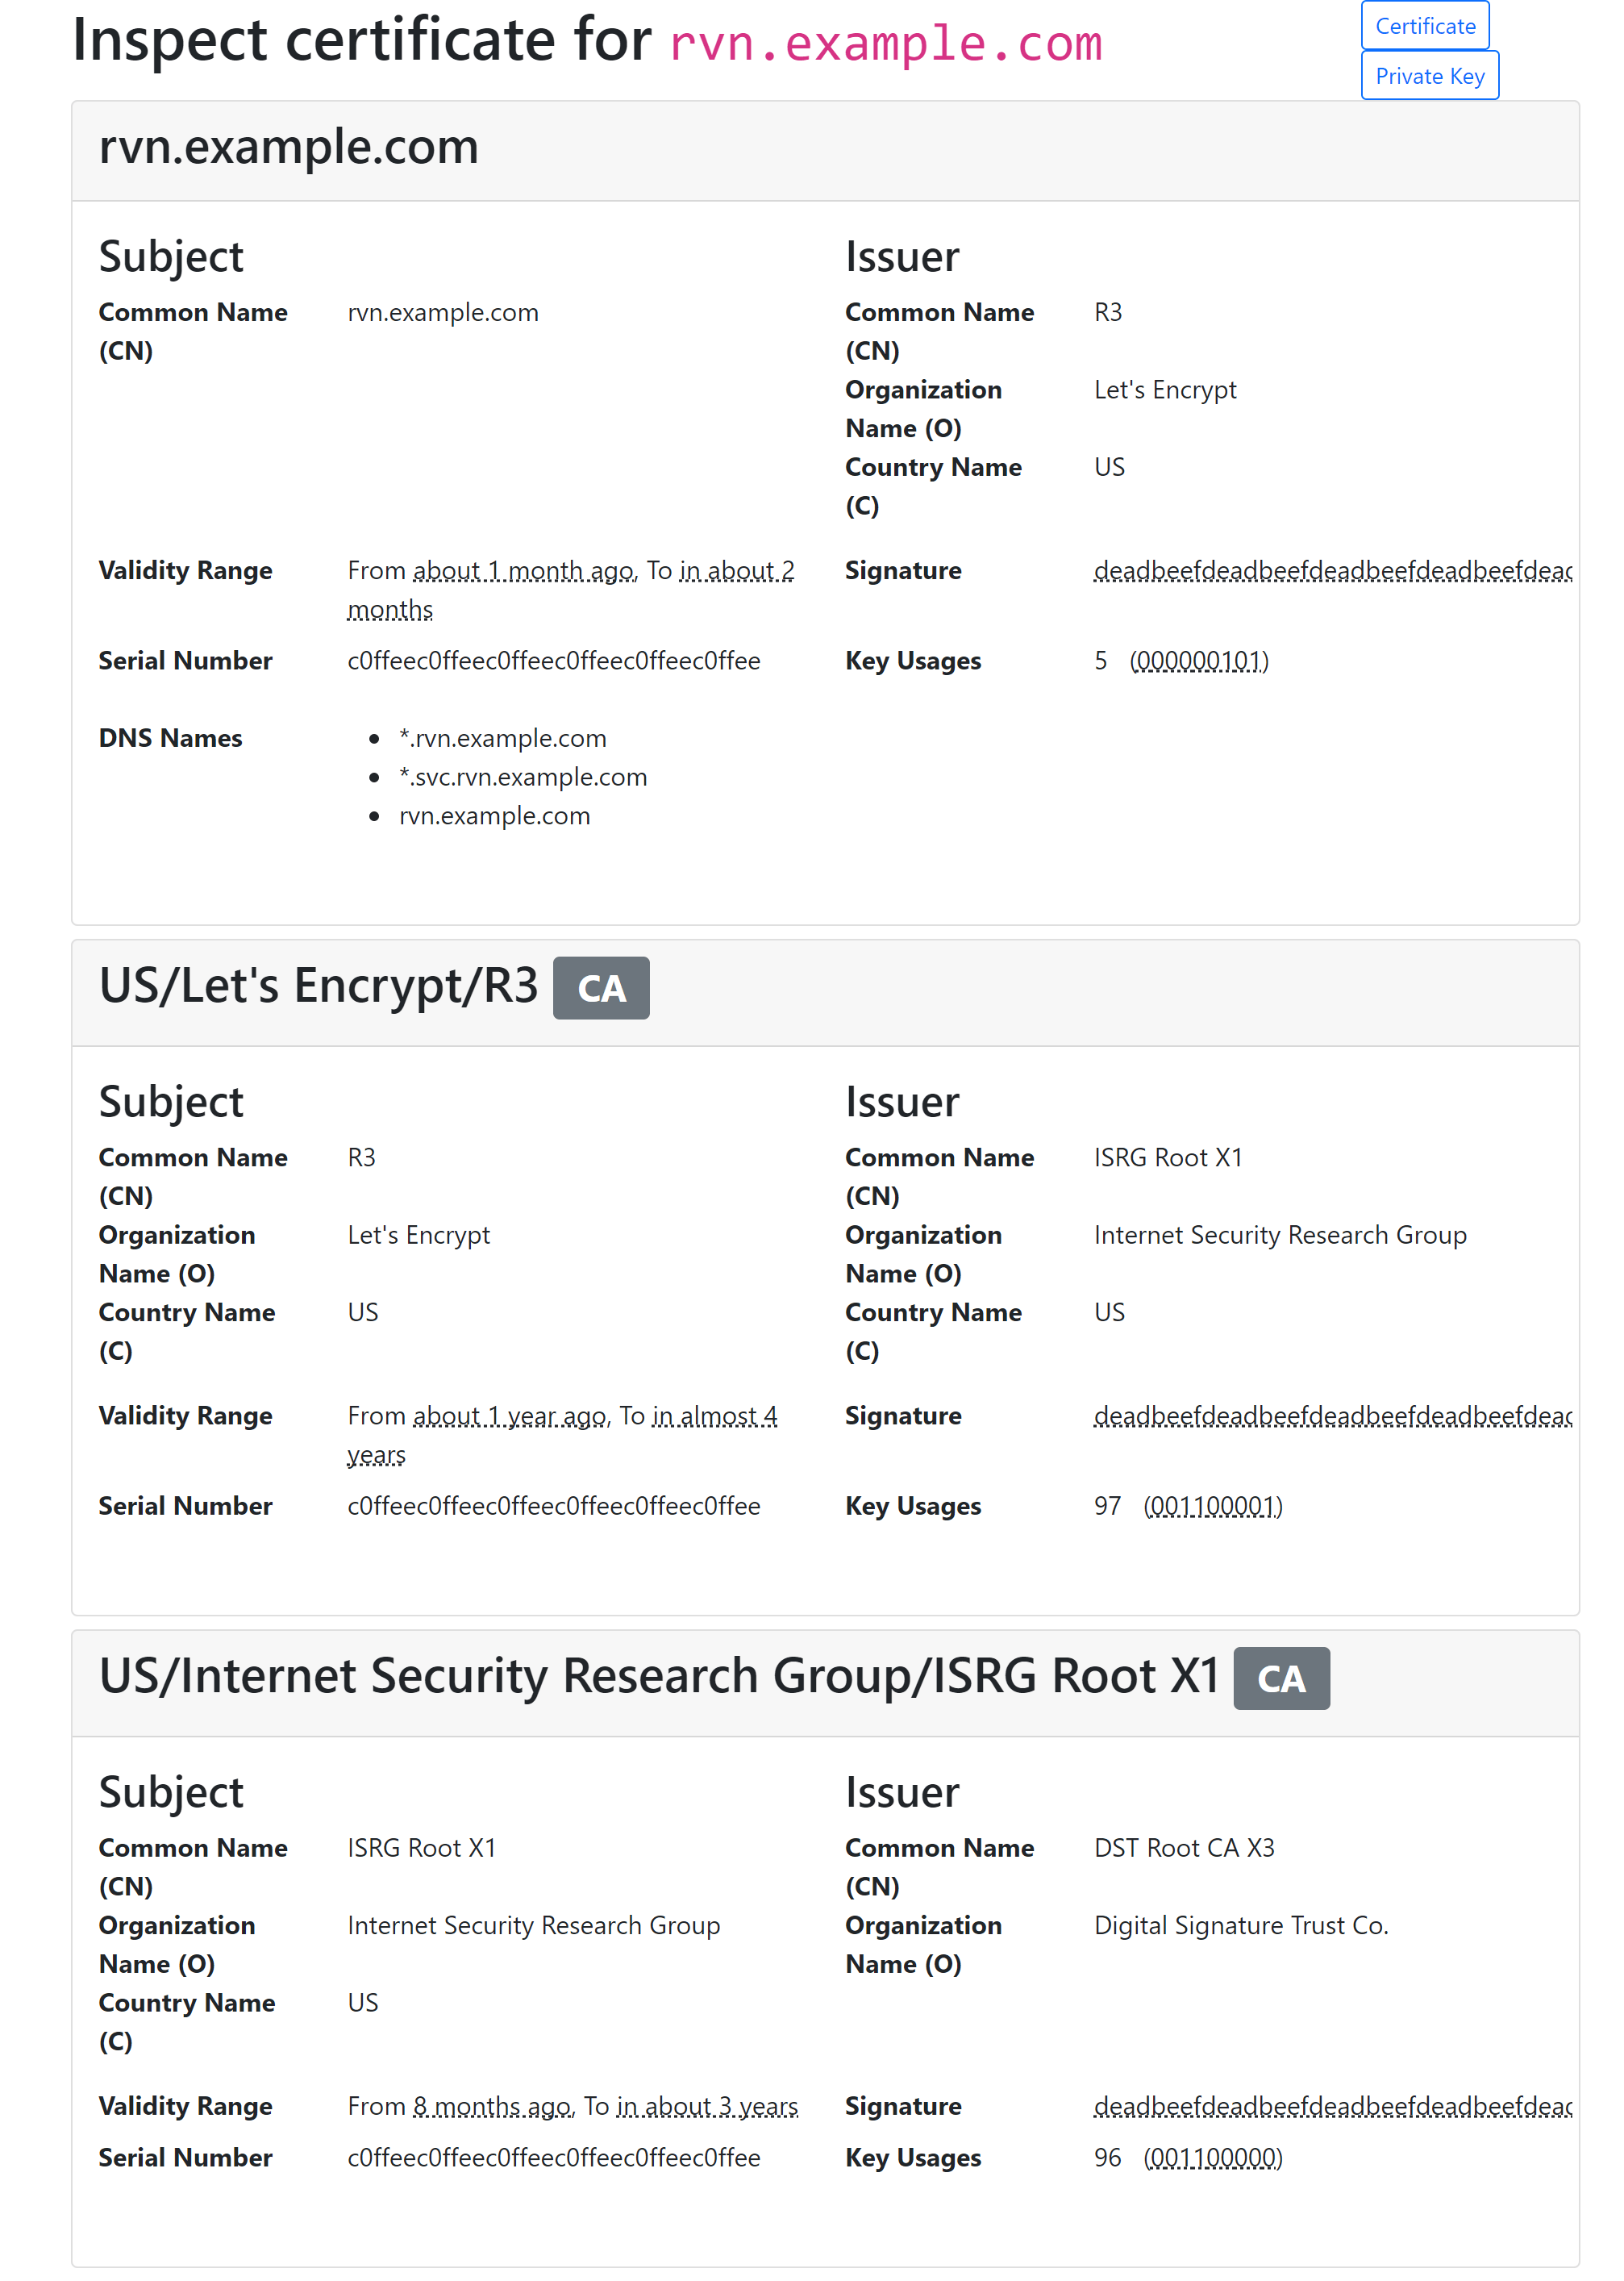 Inspect certificate for rvn.example.com
Certificate
Private Key
rvn.example.com
Subject
Issuer
Common Name (CN) rvn.example.com
Common Name (CN) R3
Organization Name (O) Let's Encrypt
Country Name (C) US
Validity Range From about 1 month ago, To in about 2 months
Signature deadbeefdeadbeefdeadbeefdeadbeefdeac
Serial Number c0ffeec0ffeec0ffeec0ffeec0ffeec0ffee
Key Usages 5 (000000101)
DNS Names
• *.rvn.example.com
• *.svc.rvn.example.com
• rvn.example.com
US/Let's Encrypt/R3 CA
Subject
Issuer
Common Name (CN) R3
Organization Name (O) Let's Encrypt
Country Name (C) US
Common Name (CN) ISRG Root X1
Organization Name (O) Internet Security Research Group
Country Name (C) US
Validity Range From about 1 year ago, To in almost 4 years
Signature deadbeefdeadbeefdeadbeefdeadbeefdeac
Serial Number c0ffeec0ffeec0ffeec0ffeec0ffeec0ffee
Key Usages 97 (001100001)
US/Internet Security Research Group/ISRG Root X1 CA
Subject
Issuer
Common Name (CN) ISRG Root X1
Organization Name (O) Internet Security Research Group
Country Name (C) US
Common Name (CN) DST Root CA X3
Organization Name (O) Digital Signature Trust Co.
Validity Range From 8 months ago, To in about 3 years
Signature deadbeefdeadbeefdeadbeefdeadbeefdeac
Serial Number c0ffeec0ffeec0ffeec0ffeec0ffeec0ffee
Key Usages 96 (001100000)